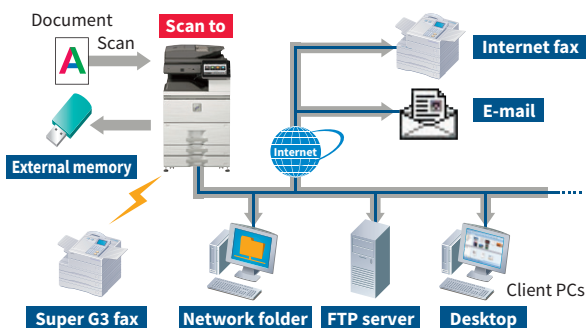 Document
Scan
A
Scan to
Internet fax
E-mail
Internet
External memory
Client PCs
Super G3 fax
Network folder
FTP server
Desktop